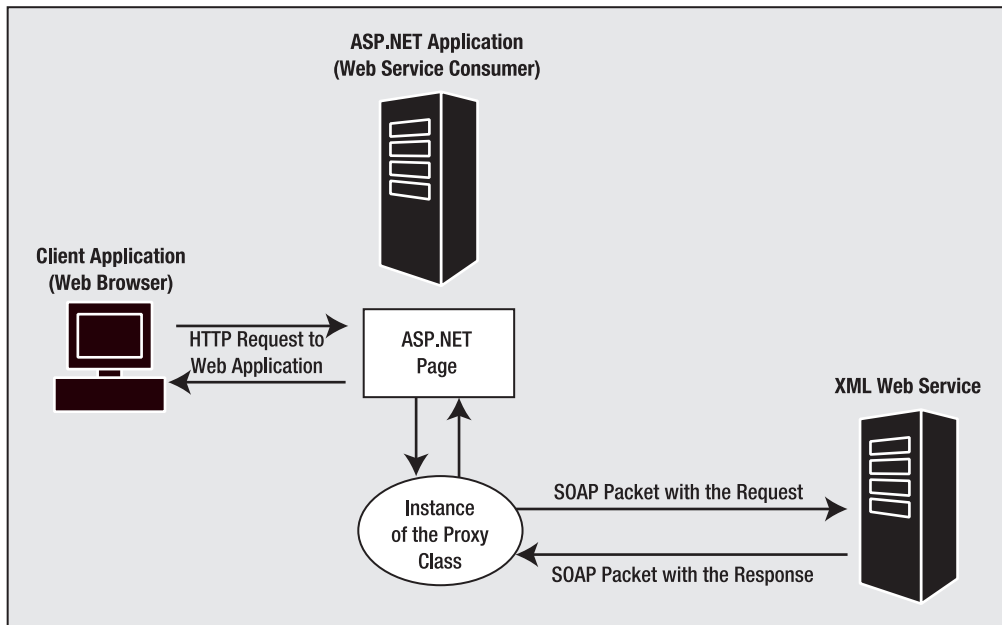 ASP.NET Application
(Web Service Consumer)
Client Application
(Web Browser)
HTTP Request to
Web Application
ASP.NET
Page
XML Web Service
Instance
of the Proxy
Class
SOAP Packet with the Request
SOAP Packet with the Response